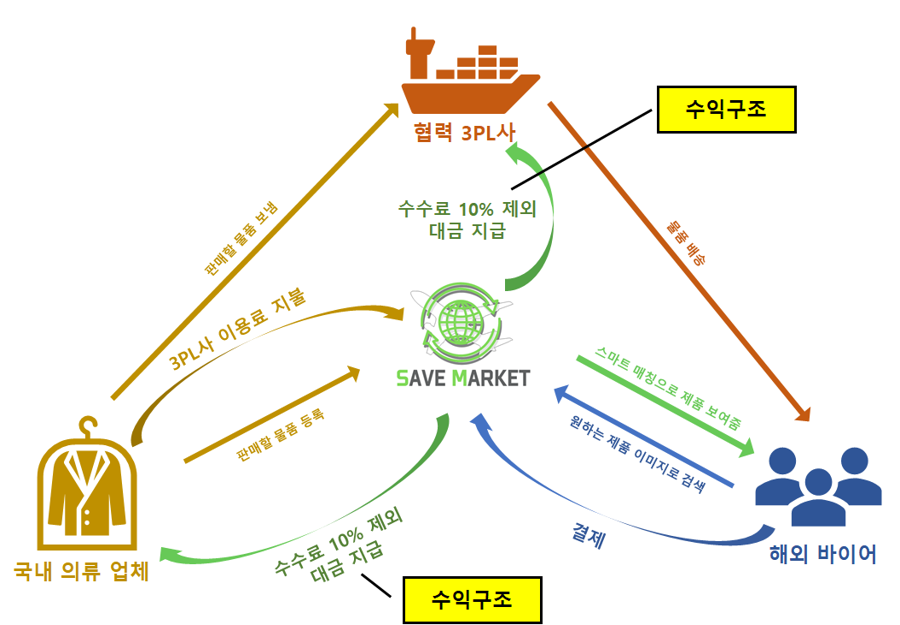 수익구조
협력 3PL사
수수료 10% 제외
대금 지급
판매할 물품 보냄
물품 배송
3PL사 이용료 지불
SAVE MARKET
스마트 매칭으로 제품 보여줌
판매할 물품 등록
원하는 제품 이미지로 검색
결제
수수료 10% 제외
대금 지급
해외 바이어
국내 의류 업체
수익구조